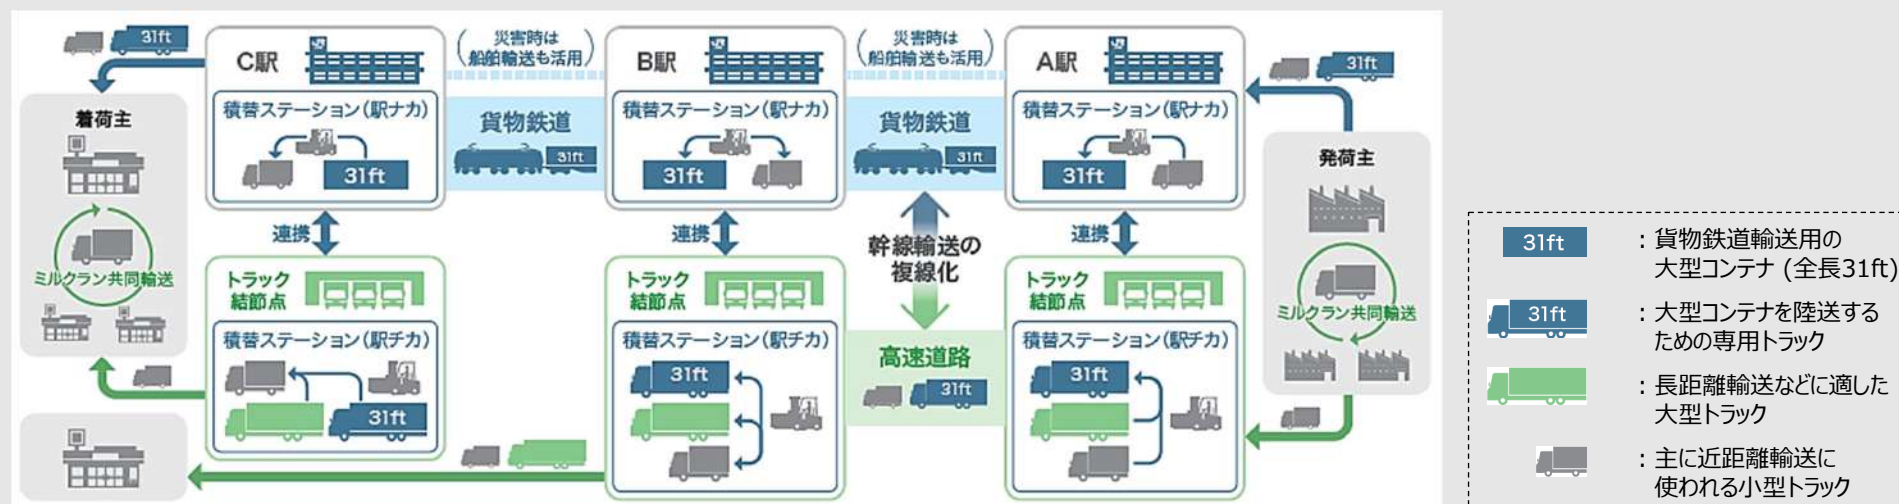 31ft
C駅
災害時は
船舶輸送も活用
B駅
災害時は
船舶輸送も活用
A駅
31ft
着荷主
積替ステーション(駅ナカ)
31ft
貨物鉄道
31ft
積替ステーション(駅ナカ)
31ft
貨物鉄道
31ft
積替ステーション(駅ナカ)
31ft
発荷主
ミルクラン共同輸送
連携
連携
幹線輸送の
複線化
連携
ミルクラン共同輸送
トラック
結節点
積替ステーション(駅チカ)
31ft
トラック
結節点
積替ステーション(駅チカ)
31ft
高速道路
31ft
トラック
結節点
積替ステーション(駅チカ)
31ft
31ft
:貨物鉄道輸送用の
大型コンテナ (全長31ft)
31ft
:大型コンテナを陸送する
ための専用トラック
:長距離輸送などに適した
大型トラック
:主に近距離輸送に
使われる小型トラック